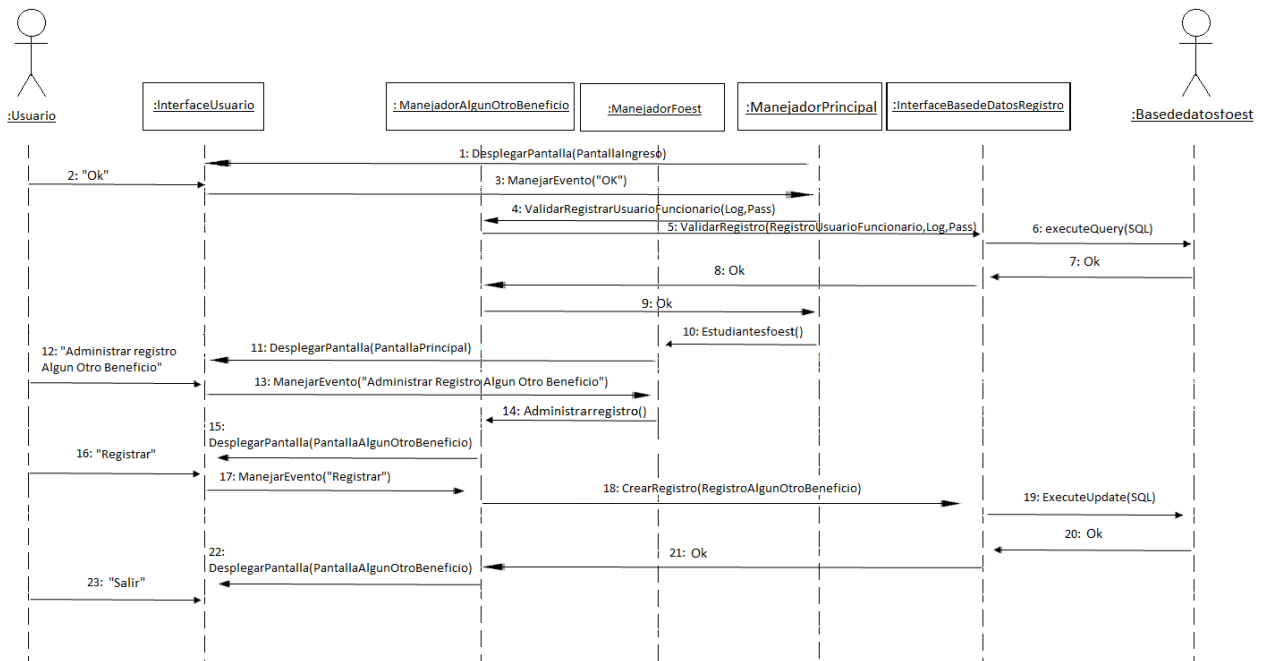 :Usuario
:InterfaceUsuario
: ManejadorAlgunOtroBeneficio
:ManejadorFoest
:ManejadorPrincipal
:InterfaceBasedeDatosRegistro
:Basededatosfoest
1: DesplegarPantalla(PantallaIngreso)
2: "Ok"
3: ManejarEvento("OK")
4: ValidarRegistrarUsuarioFuncionario(Log,Pass)
5: ValidarRegistro(RegistroUsuarioFuncionario,Log,Pass)
6: executeQuery(SQL)
7: Ok
8: Ok
9: Ok
10: Estudiantesfoest()
11: DesplegarPantalla(PantallaPrincipal)
12: "Administrar registro
Algun Otro Beneficio"
13: ManejarEvento("Administrar Registro Algun Otro Beneficio")
14: Administrarregistro()
15:
DesplegarPantalla(PantallaAlgunOtroBeneficio)
16: "Registrar"
17: ManejarEvento("Registrar")
18: CrearRegistro(RegistroAlgunOtroBeneficio)
19: ExecuteUpdate(SQL)
20: Ok
21: Ok
22:
DesplegarPantalla(PantallaAlgunOtroBeneficio)
23: "Salir"